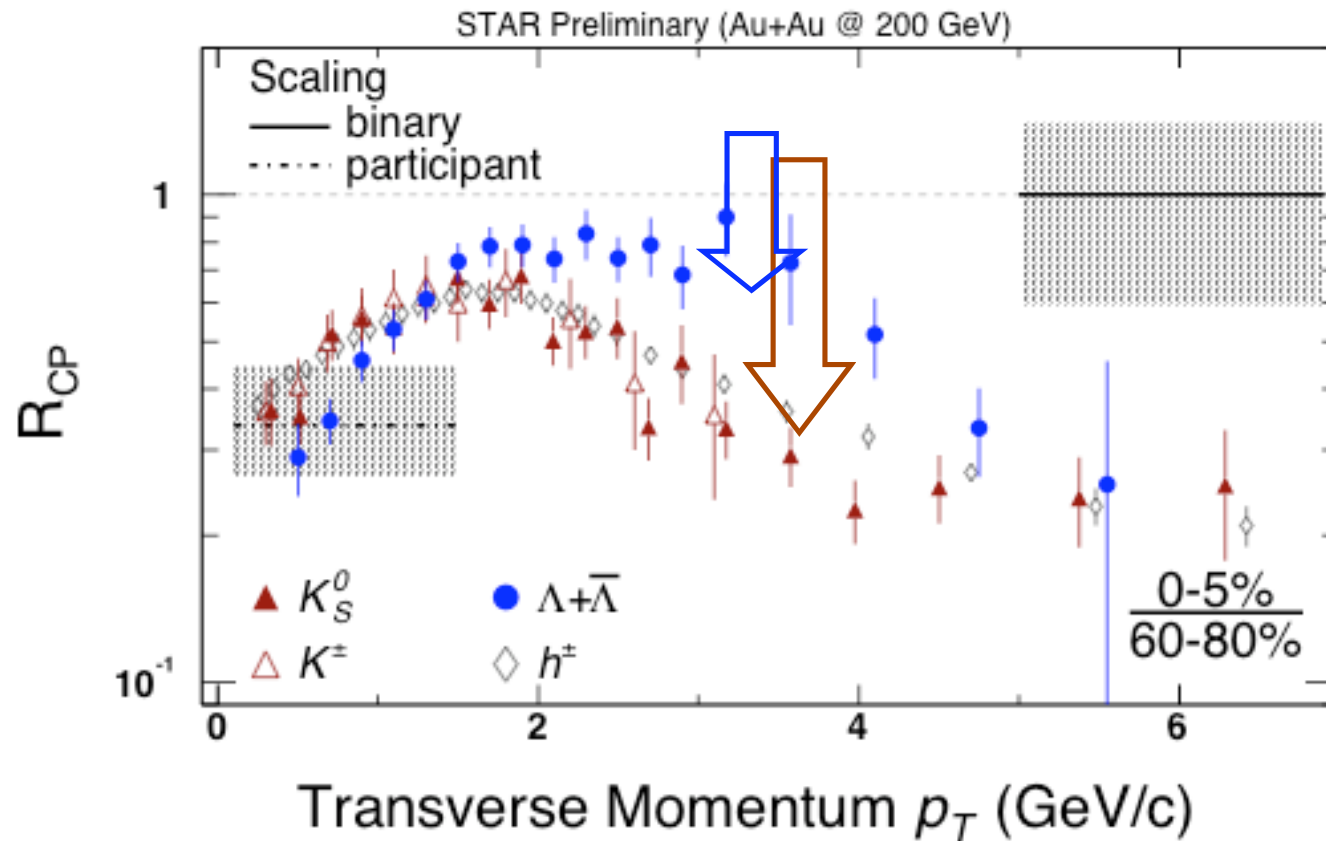 STAR Preliminary (Au+Au @ 200 GeV)
Scaling
binary
participant
1
R_CP
K_S^0
Λ+Λ̅
K^±
h^±
0-5%
60-80%
10^-1
0 2 4 6
Transverse Momentum p_T (GeV/c)